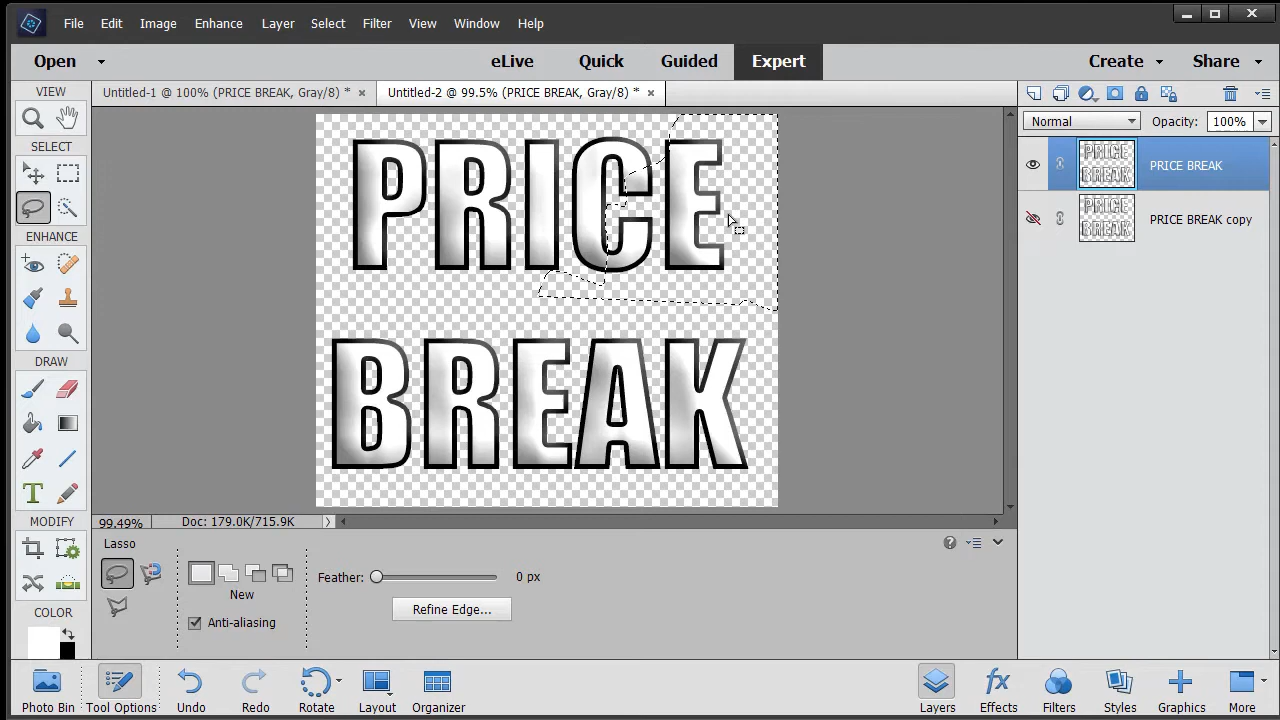 File Edit Image Enhance Layer Select Filter View Window Help
Open eLive Quick Guided Expert Create Share
VIEW
Untitled-1 @ 100% (PRICE BREAK, Gray/8) * ×
Untitled-2 @ 99.5% (PRICE BREAK, Gray/8) * ×
Normal Opacity: 100%
SELECT
ENHANCE
DRAW
MODIFY
COLOR
PRICE
BREAK
PRICE BREAK
PRICE BREAK
PRICE BREAK copy
PRICE BREAK
99.49% Doc: 179.0K/715.9K
Lasso
New
Anti-aliasing
Feather: 0 px
Refine Edge...
Photo Bin Tool Options Undo Redo Rotate Layout Organizer Layers Effects Filters Styles Graphics More